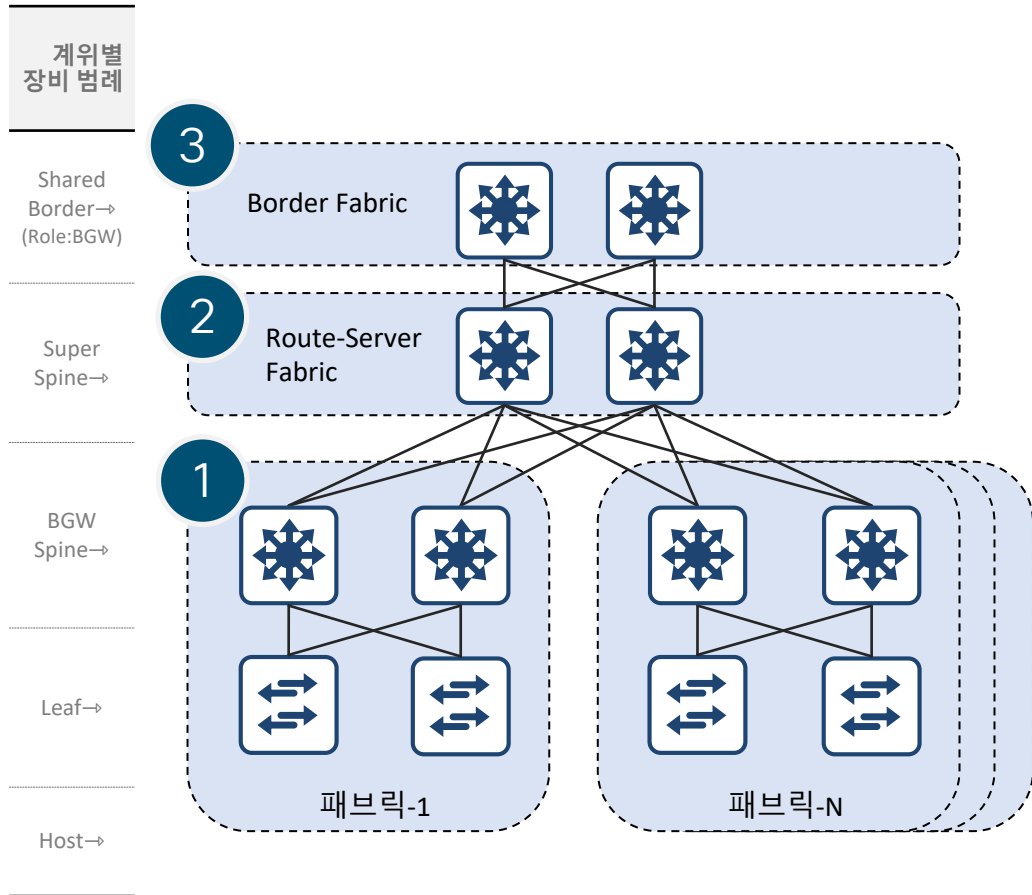 계위별
장비 범례
Shared
Border→
(Role:BGW)
Super
Spine→
BGW
Spine→
Leaf→
Host→
3
Border Fabric
2
Route-Server
Fabric
1
패브릭-1
패브릭-N